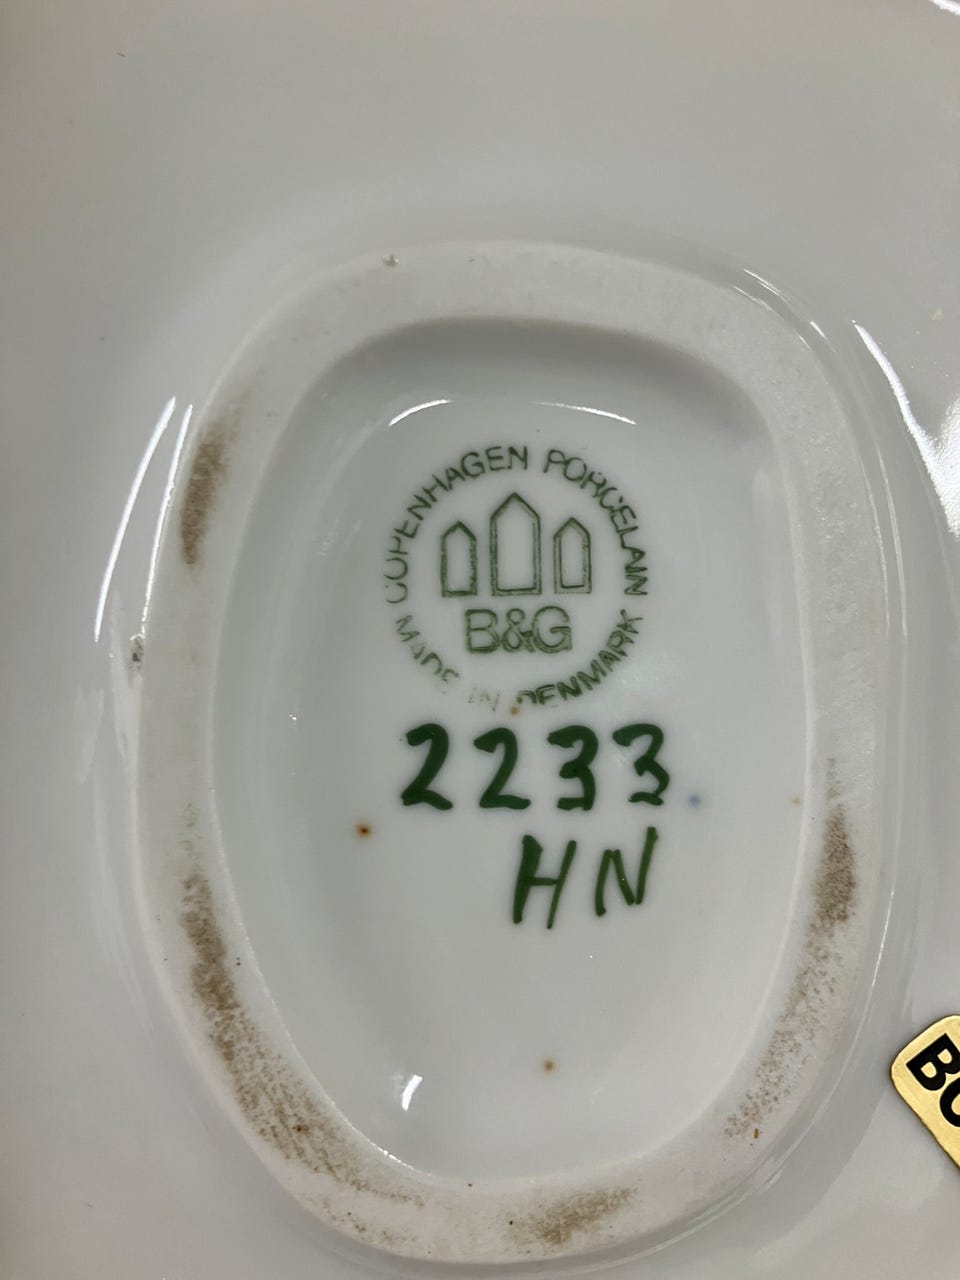 COPENHAGEN PORCELAIN
B&G
MADE IN DENMARK
2233
HN